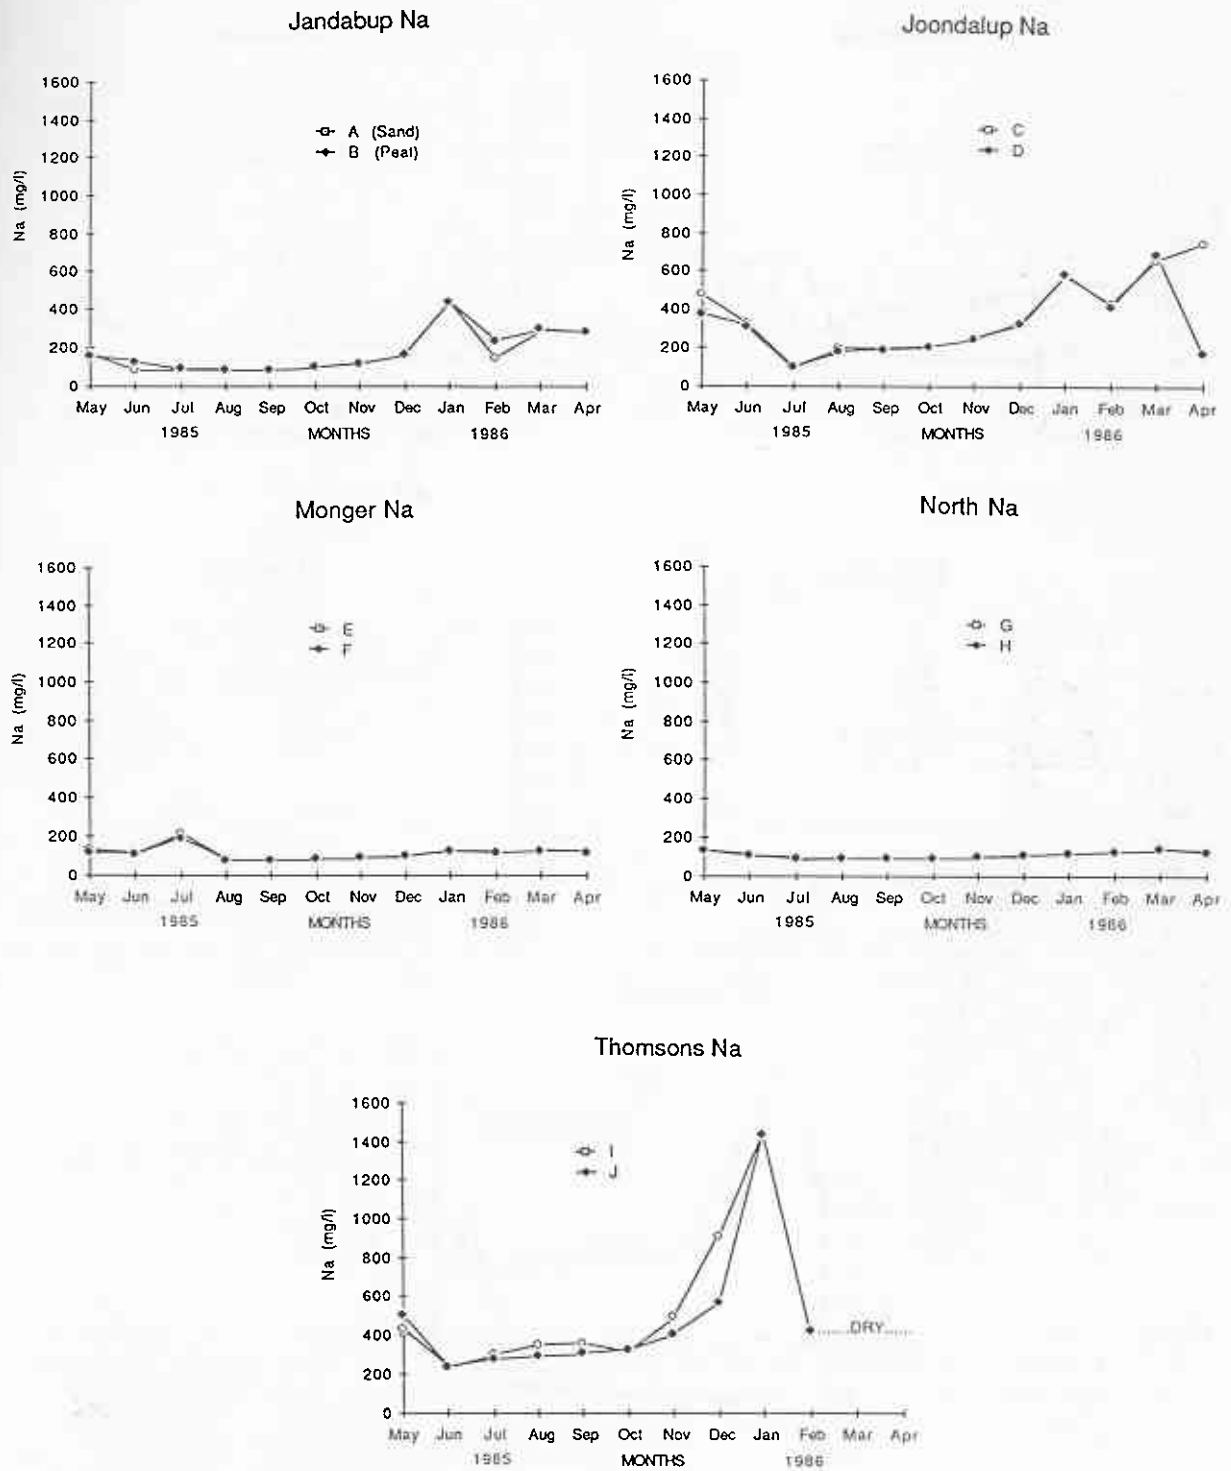 Jandabup Na
1600
1400
1200
1000
800
600
400
200
0
Na (mg/l)
A (Sand)
B (Peal)
May Jun Jul Aug Sep Oct Nov Dec Jan Feb Mar Apr
1985 MONTHS 1986
Joondalup Na
1600
1400
1200
1000
800
600
400
200
0
Na (mg/l)
C
D
May Jun Jul Aug Sep Oct Nov Dec Jan Feb Mar Apr
1985 MONTHS 1986
Monger Na
1600
1400
1200
1000
800
600
400
200
0
Na (mg/l)
E
F
May Jun Jul Aug Sep Oct Nov Dec Jan Feb Mar Apr
1985 MONTHS 1986
North Na
1600
1400
1200
1000
800
600
400
200
0
Na (mg/l)
G
H
May Jun Jul Aug Sep Oct Nov Dec Jan Feb Mar Apr
1985 MONTHS 1986
Thomsons Na
1600
1400
1200
1000
800
600
400
200
0
Na (mg/l)
I
J
......DRY......
May Jun Jul Aug Sep Oct Nov Dec Jan Feb Mar Apr
1985 MONTHS 1986